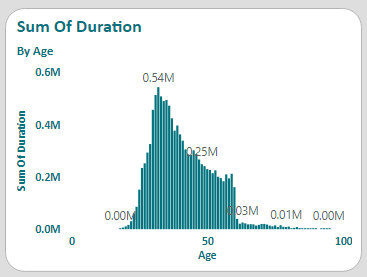 Sum Of Duration
By Age
0.6M
0.54M
0.4M
0.25M
0.2M
0.00M
0.03M
0.01M
0.00M
0.0M
0
50
100
Age
Sum Of Duration